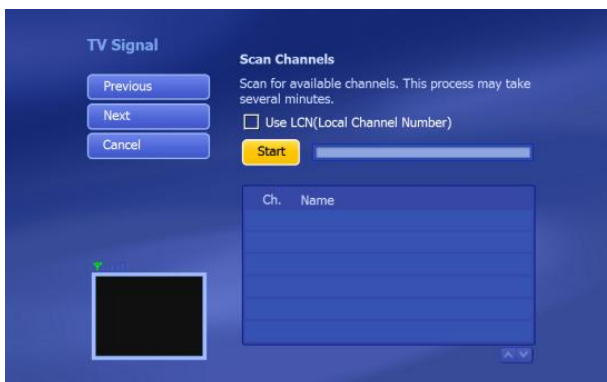 TV Signal
Previous
Next
Cancel
Scan Channels
Scan for available channels. This process may take
several minutes.
Use LCN(Local Channel Number)
Start
Ch. Name